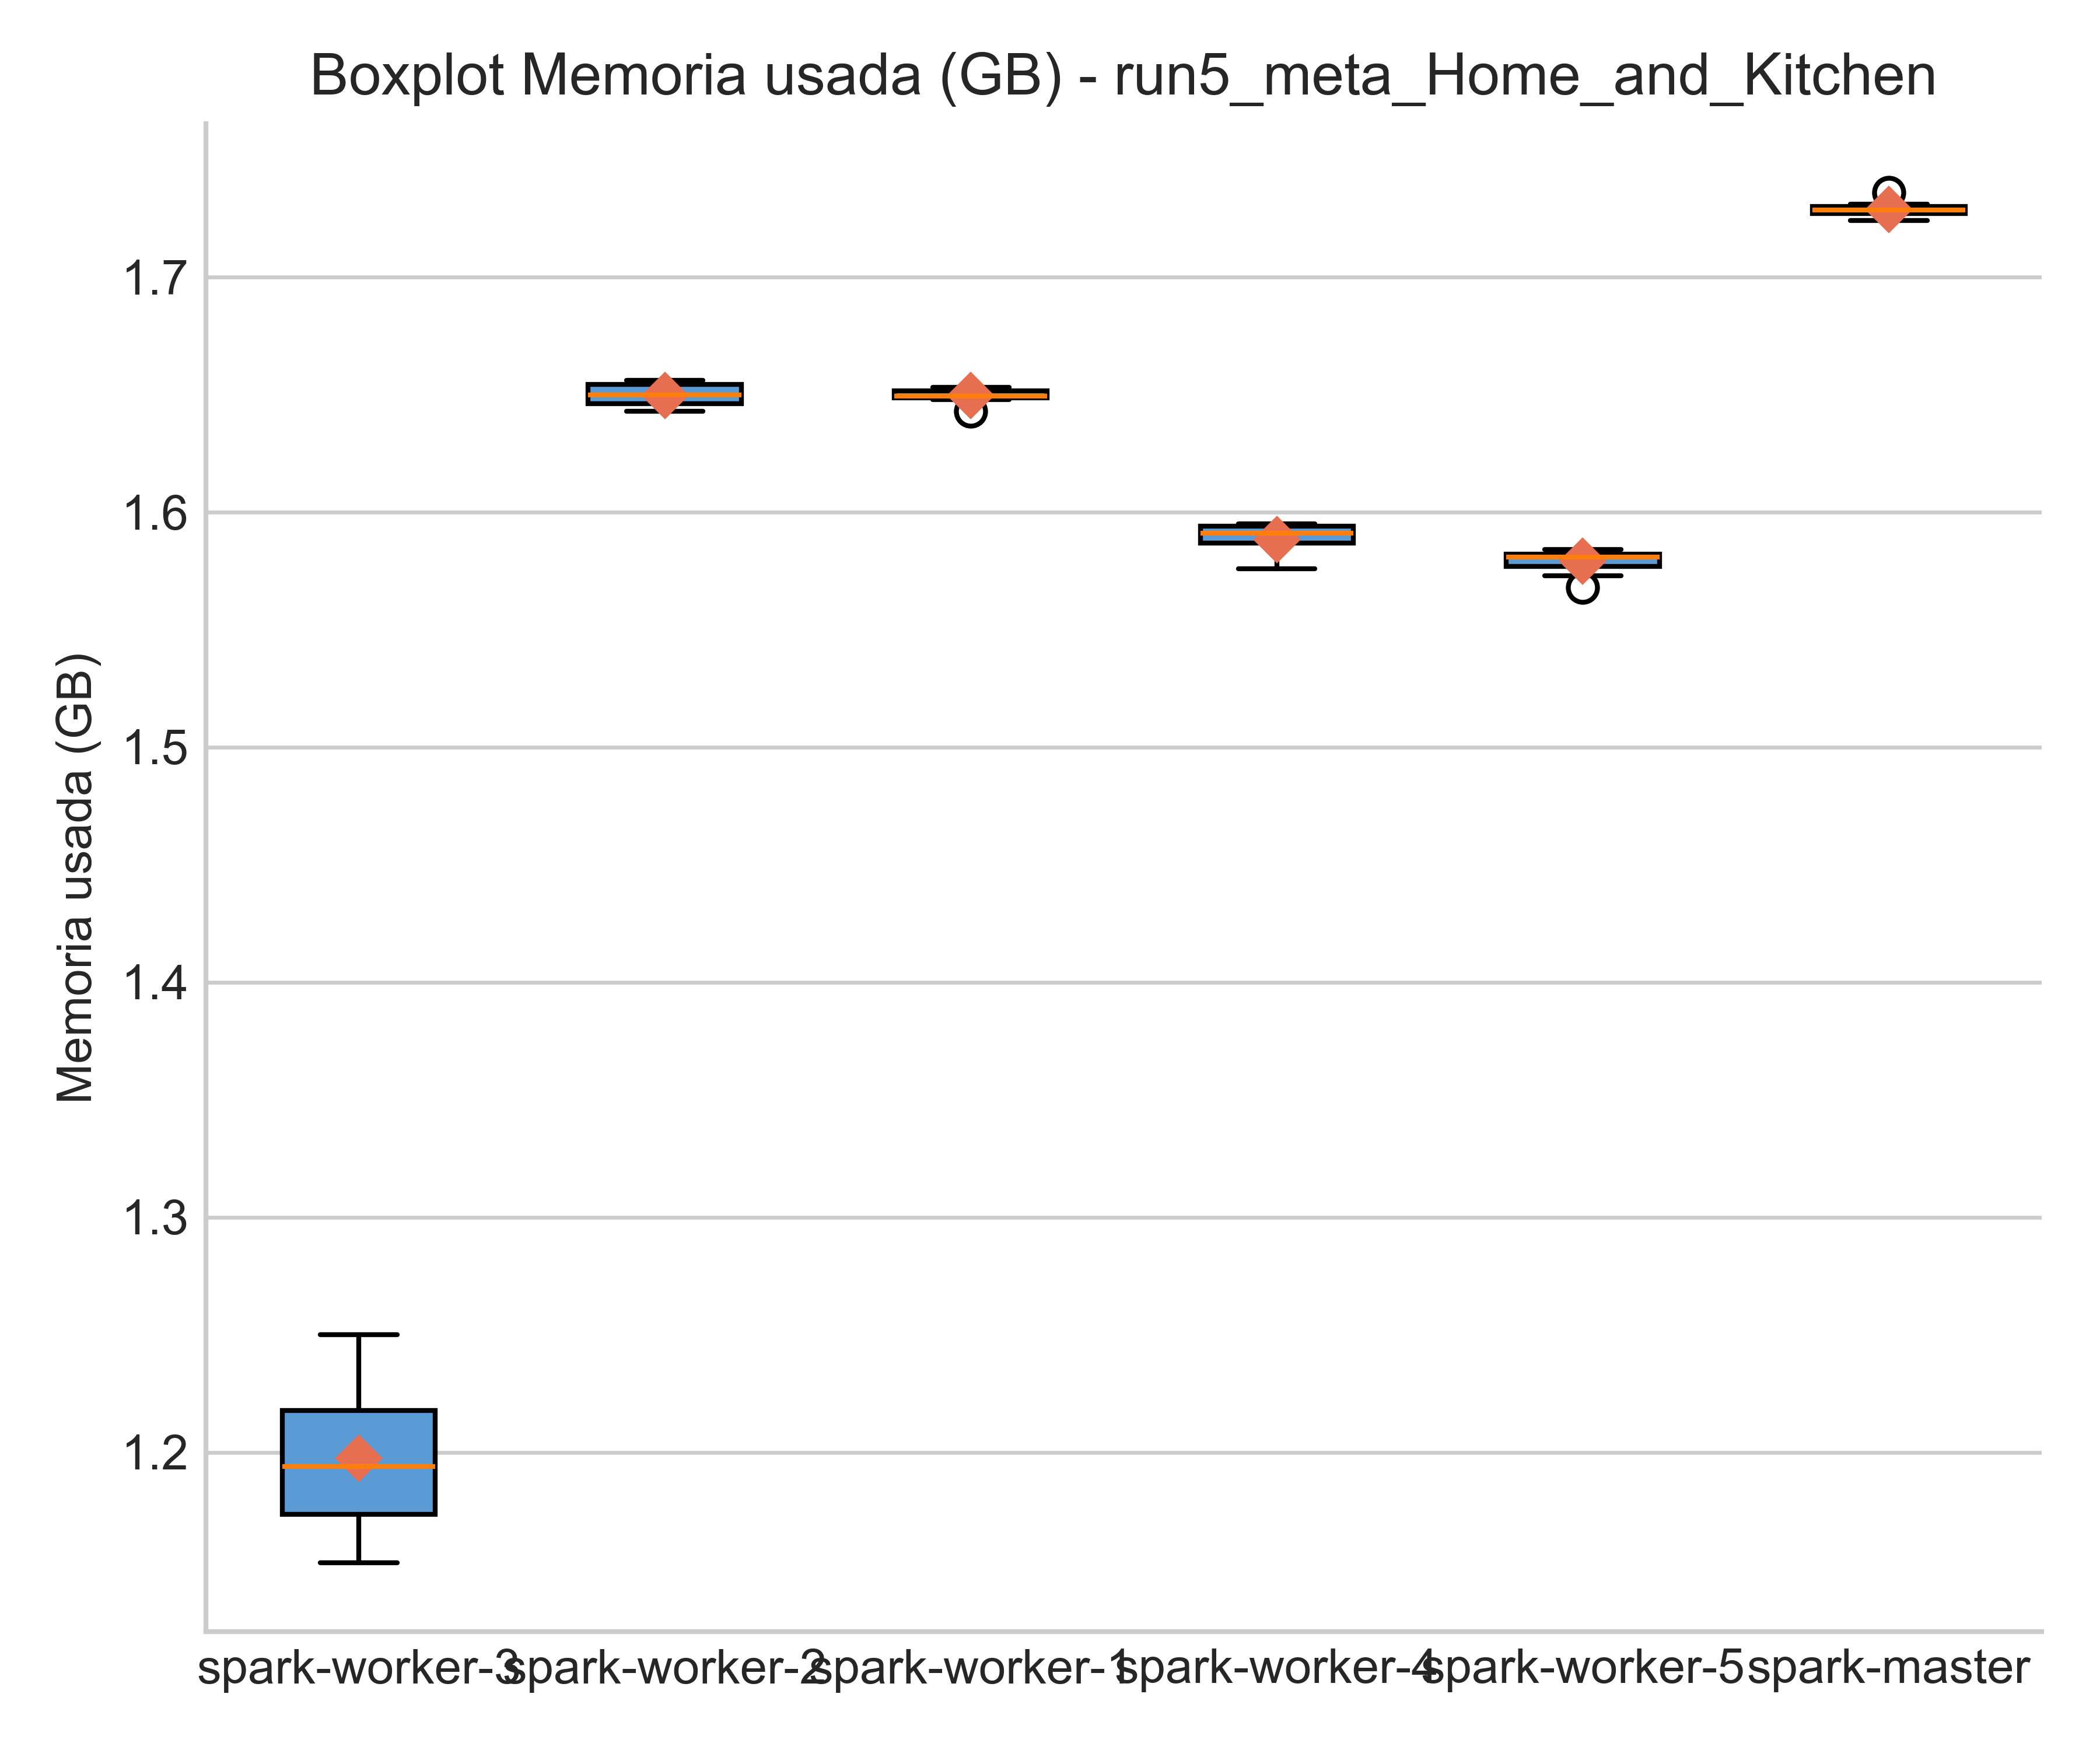 Boxplot Memoria usada (GB) - run5_meta_Home_and_Kitchen
Memoria usada (GB)
1.7
1.6
1.5
1.4
1.3
1.2
spark-worker-3
spark-worker-2
spark-worker-1
spark-worker-4
spark-worker-5
spark-master